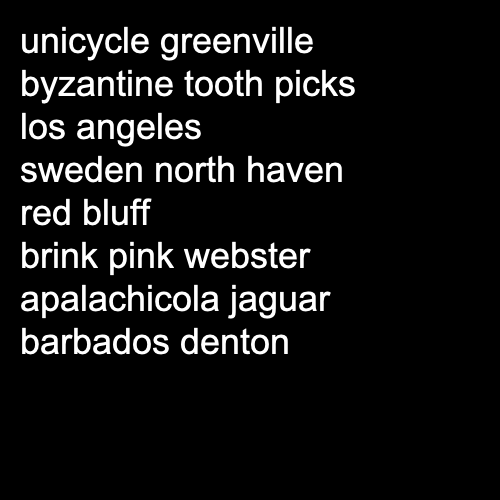 unicycle greenville
byzantine tooth picks
los angeles
sweden north haven
red bluff
brink pink webster
apalachicola jaguar
barbados denton